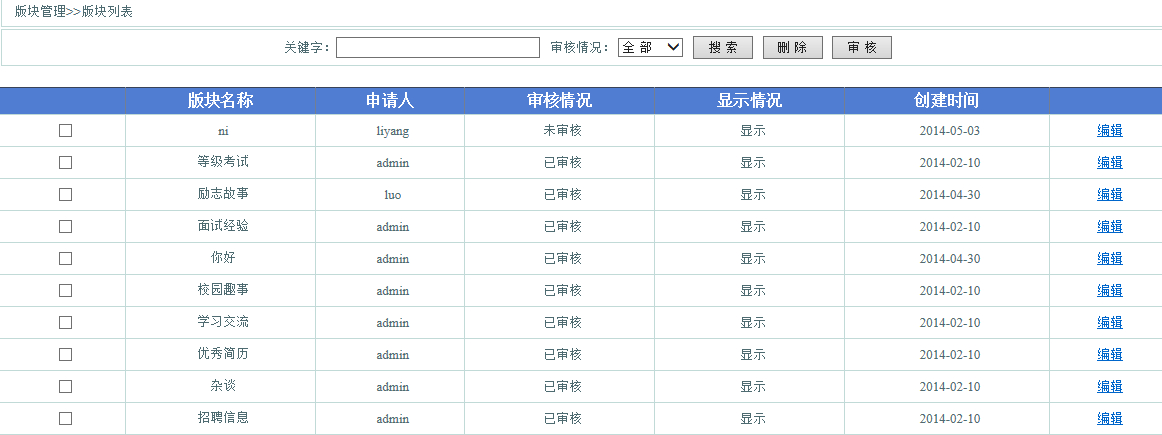 版块管理>>版块列表
关键字： 审核情况： 全 部 搜 索 删 除 审 核
版块名称 申请人 审核情况 显示情况 创建时间
ni liyang 未审核 显示 2014-05-03 编辑
等级考试 admin 已审核 显示 2014-02-10 编辑
励志故事 luo 已审核 显示 2014-04-30 编辑
面试经验 admin 已审核 显示 2014-02-10 编辑
你好 admin 已审核 显示 2014-04-30 编辑
校园趣事 admin 已审核 显示 2014-02-10 编辑
学习交流 admin 已审核 显示 2014-02-10 编辑
优秀简历 admin 已审核 显示 2014-02-10 编辑
杂谈 admin 已审核 显示 2014-02-10 编辑
招聘信息 admin 已审核 显示 2014-02-10 编辑